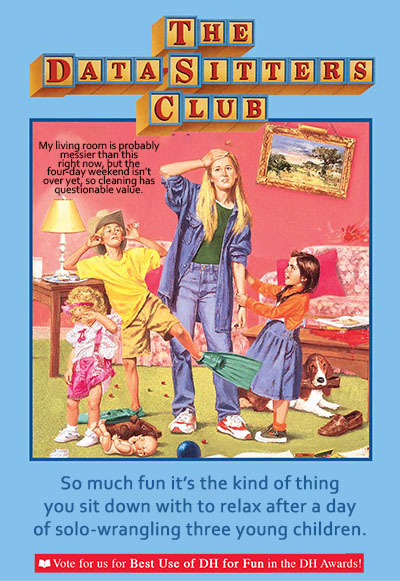 THE
DATA SITTERS
CLUB
My living room is probably
messier than this
right now, but the
four-day weekend isn't
over yet, so cleaning has
questionable value.
So much fun it's the kind of thing
you sit down with to relax after a day
of solo-wrangling three young children.
Vote for us for Best Use of DH for Fun in the DH Awards!